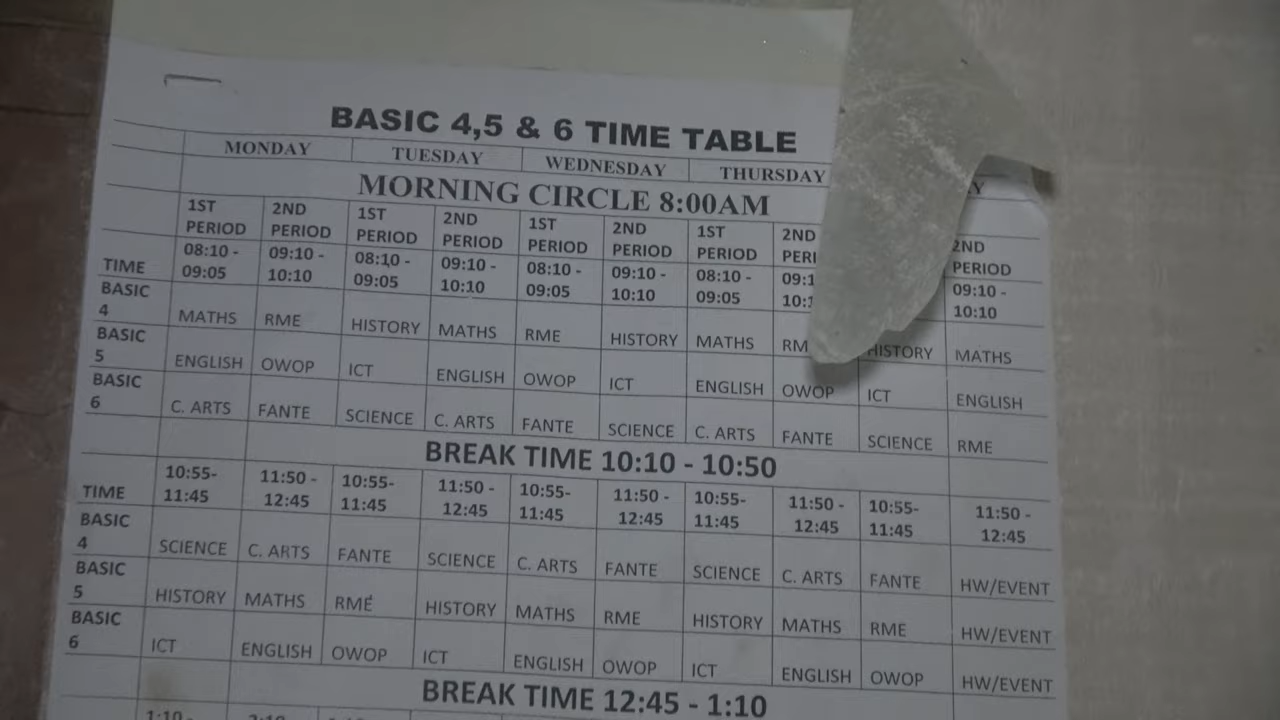 BASIC 4,5 & 6 TIME TABLE
MONDAY TUESDAY WEDNESDAY THURSDAY
MORNING CIRCLE 8:00AM
1ST PERIOD 2ND PERIOD 1ST PERIOD 2ND PERIOD 1ST PERIOD 2ND PERIOD 1ST PERIOD 2ND 2ND PERIOD
TIME 08:10 - 09:05 09:10 - 10:10 08:10 - 09:05 09:10 - 10:10 08:10 - 09:05 09:10 - 10:10 08:10 - 09:05 09:10 - 10:10
BASIC 4 MATHS RME HISTORY MATHS RME HISTORY MATHS HISTORY MATHS
BASIC 5 ENGLISH OWOP ICT ENGLISH OWOP ICT ENGLISH OWOP ICT ENGLISH
BASIC 6 C. ARTS FANTE SCIENCE C. ARTS FANTE SCIENCE C. ARTS FANTE SCIENCE RME
BREAK TIME 10:10 - 10:50
TIME 10:55- 11:45 11:50 - 12:45 10:55- 11:45 11:50 - 12:45 10:55- 11:45 11:50 - 12:45 10:55- 11:45 11:50 - 12:45 10:55- 11:45 11:50 - 12:45
BASIC 4 SCIENCE C. ARTS FANTE SCIENCE C. ARTS FANTE SCIENCE C. ARTS FANTE HW/EVENT
BASIC 5 HISTORY MATHS RME HISTORY MATHS RME HISTORY MATHS RME HW/EVENT
BASIC 6 ICT ENGLISH OWOP ICT ENGLISH OWOP ICT ENGLISH OWOP HW/EVENT
BREAK TIME 12:45 - 1:10